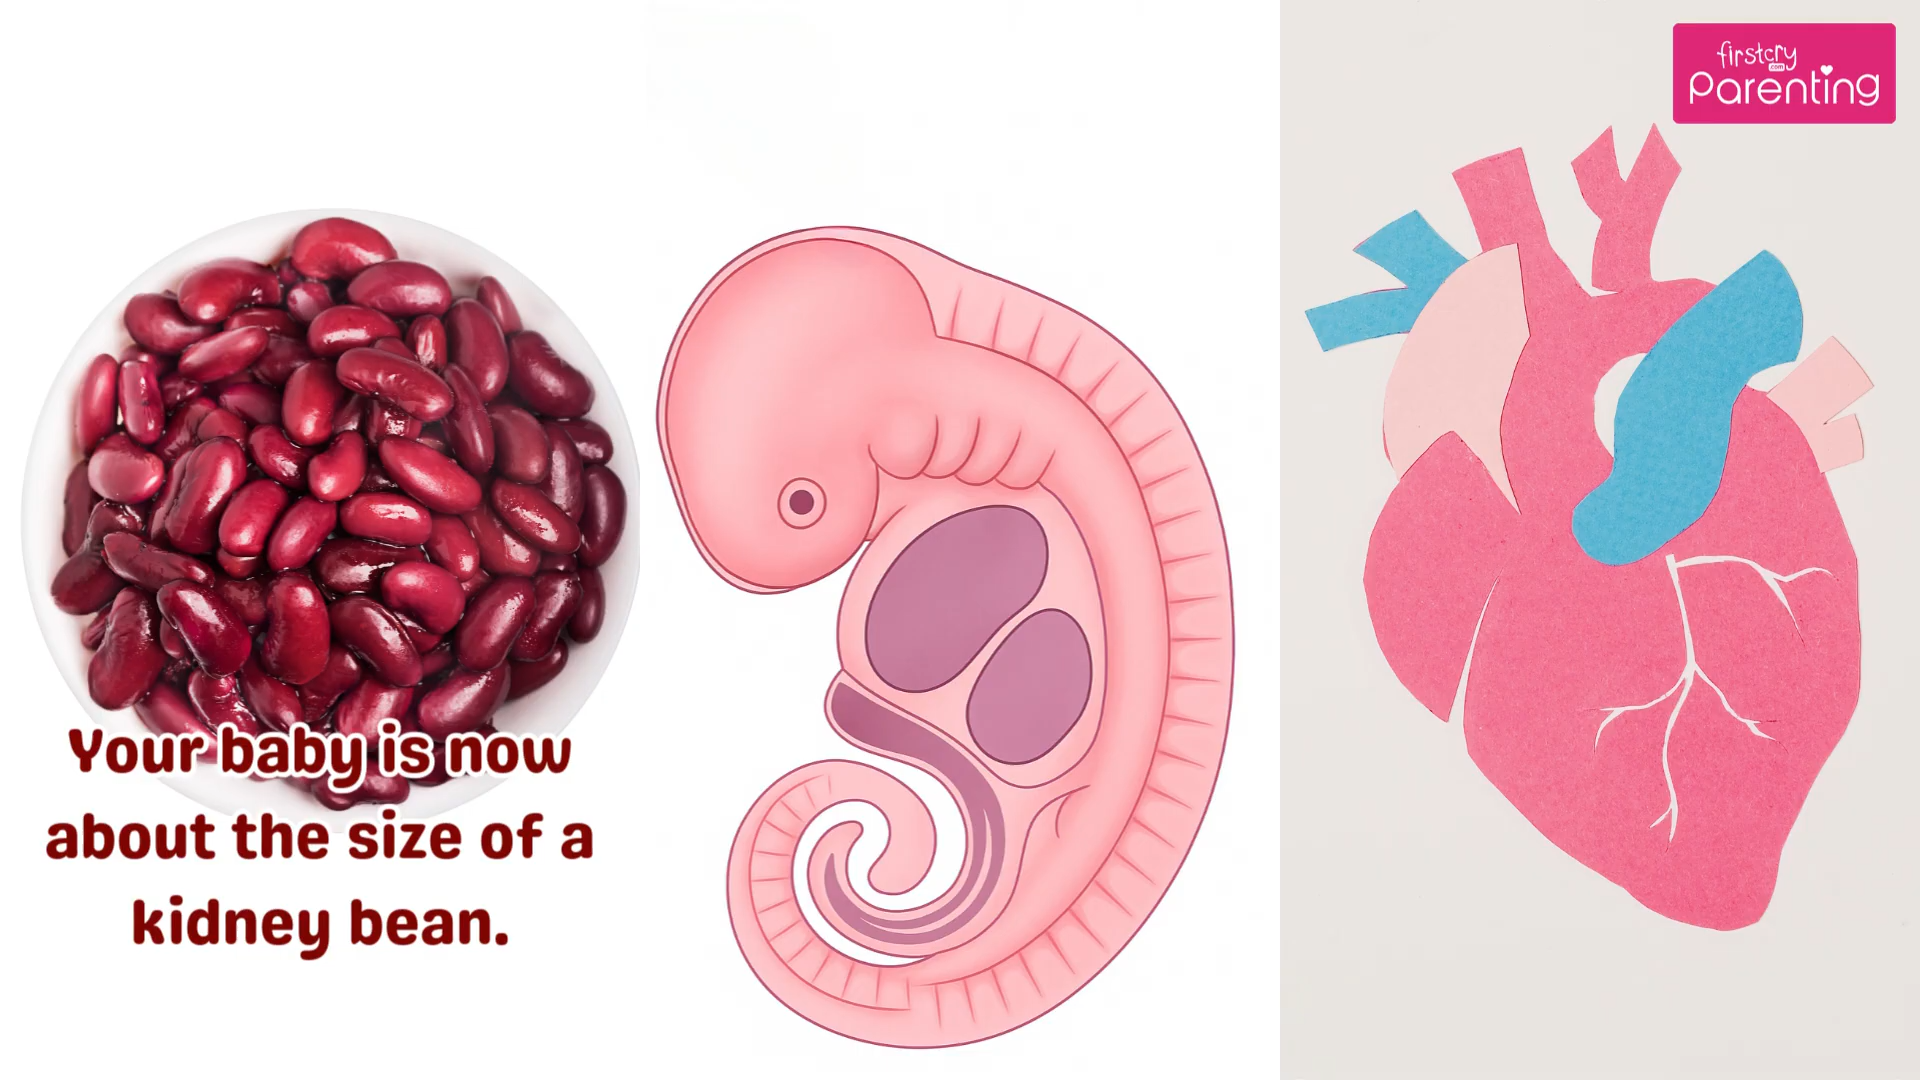 firstcry
.com
Parenting
Your baby is now
about the size of a
kidney bean.